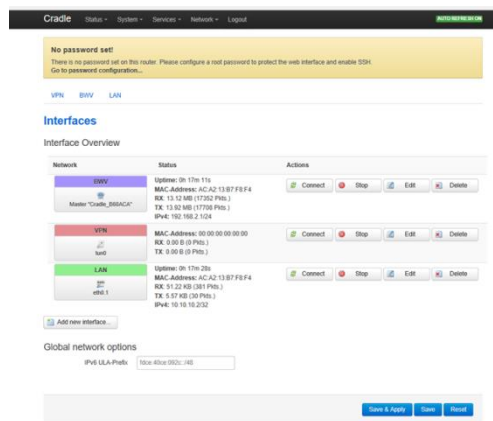 Cradle Status System Services Network Logout AUTO REFRESH ON
No password set!
There is no password set on this router. Please configure a root password to protect the web interface and enable SSH.
Go to password configuration...
VPN BWV LAN
Interfaces
Interface Overview
Network Status Actions
BWV
Master "Cradle_B68ACA"
Uptime: 0h 17m 11s
MAC-Address: AC:A2:13:B7:F8:F4
RX: 13.12 MB (17352 Pkts.)
TX: 13.92 MB (17708 Pkts.)
IPv4: 192.168.2.1/24
Connect Stop Edit Delete
VPN
tun0
MAC-Address: 00:00:00:00:00:00
RX: 0.00 B (0 Pkts.)
TX: 0.00 B (0 Pkts.)
Connect Stop Edit Delete
LAN
eth0.1
Uptime: 0h 17m 28s
MAC-Address: AC:A2:13:B7:F8:F4
RX: 51.22 KB (381 Pkts.)
TX: 5.57 KB (30 Pkts.)
IPv4: 10.10.10.2/32
Connect Stop Edit Delete
Add new interface...
Global network options
IPv6 ULA-Prefix
Save & Apply Save Reset